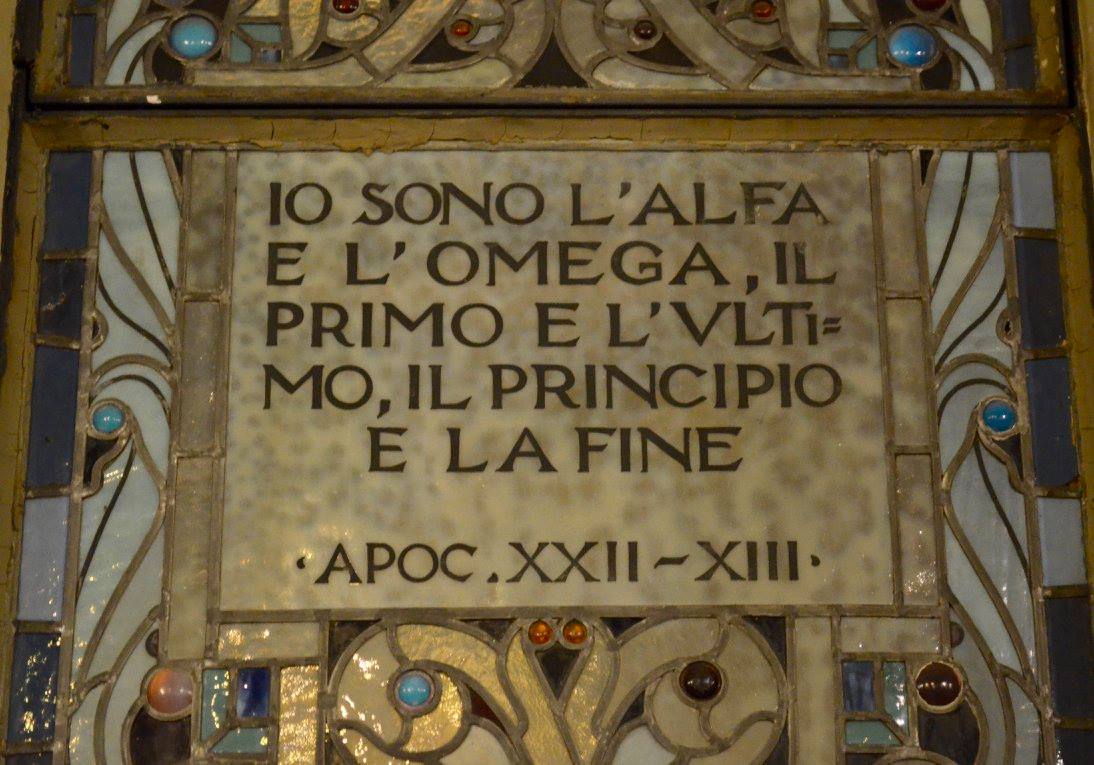 IO SONO L'ALFA
E L'OMEGA, IL
PRIMO E L'VLTI=
MO, IL PRINCIPIO
E LA FINE
·APOC.XXII-XIII·